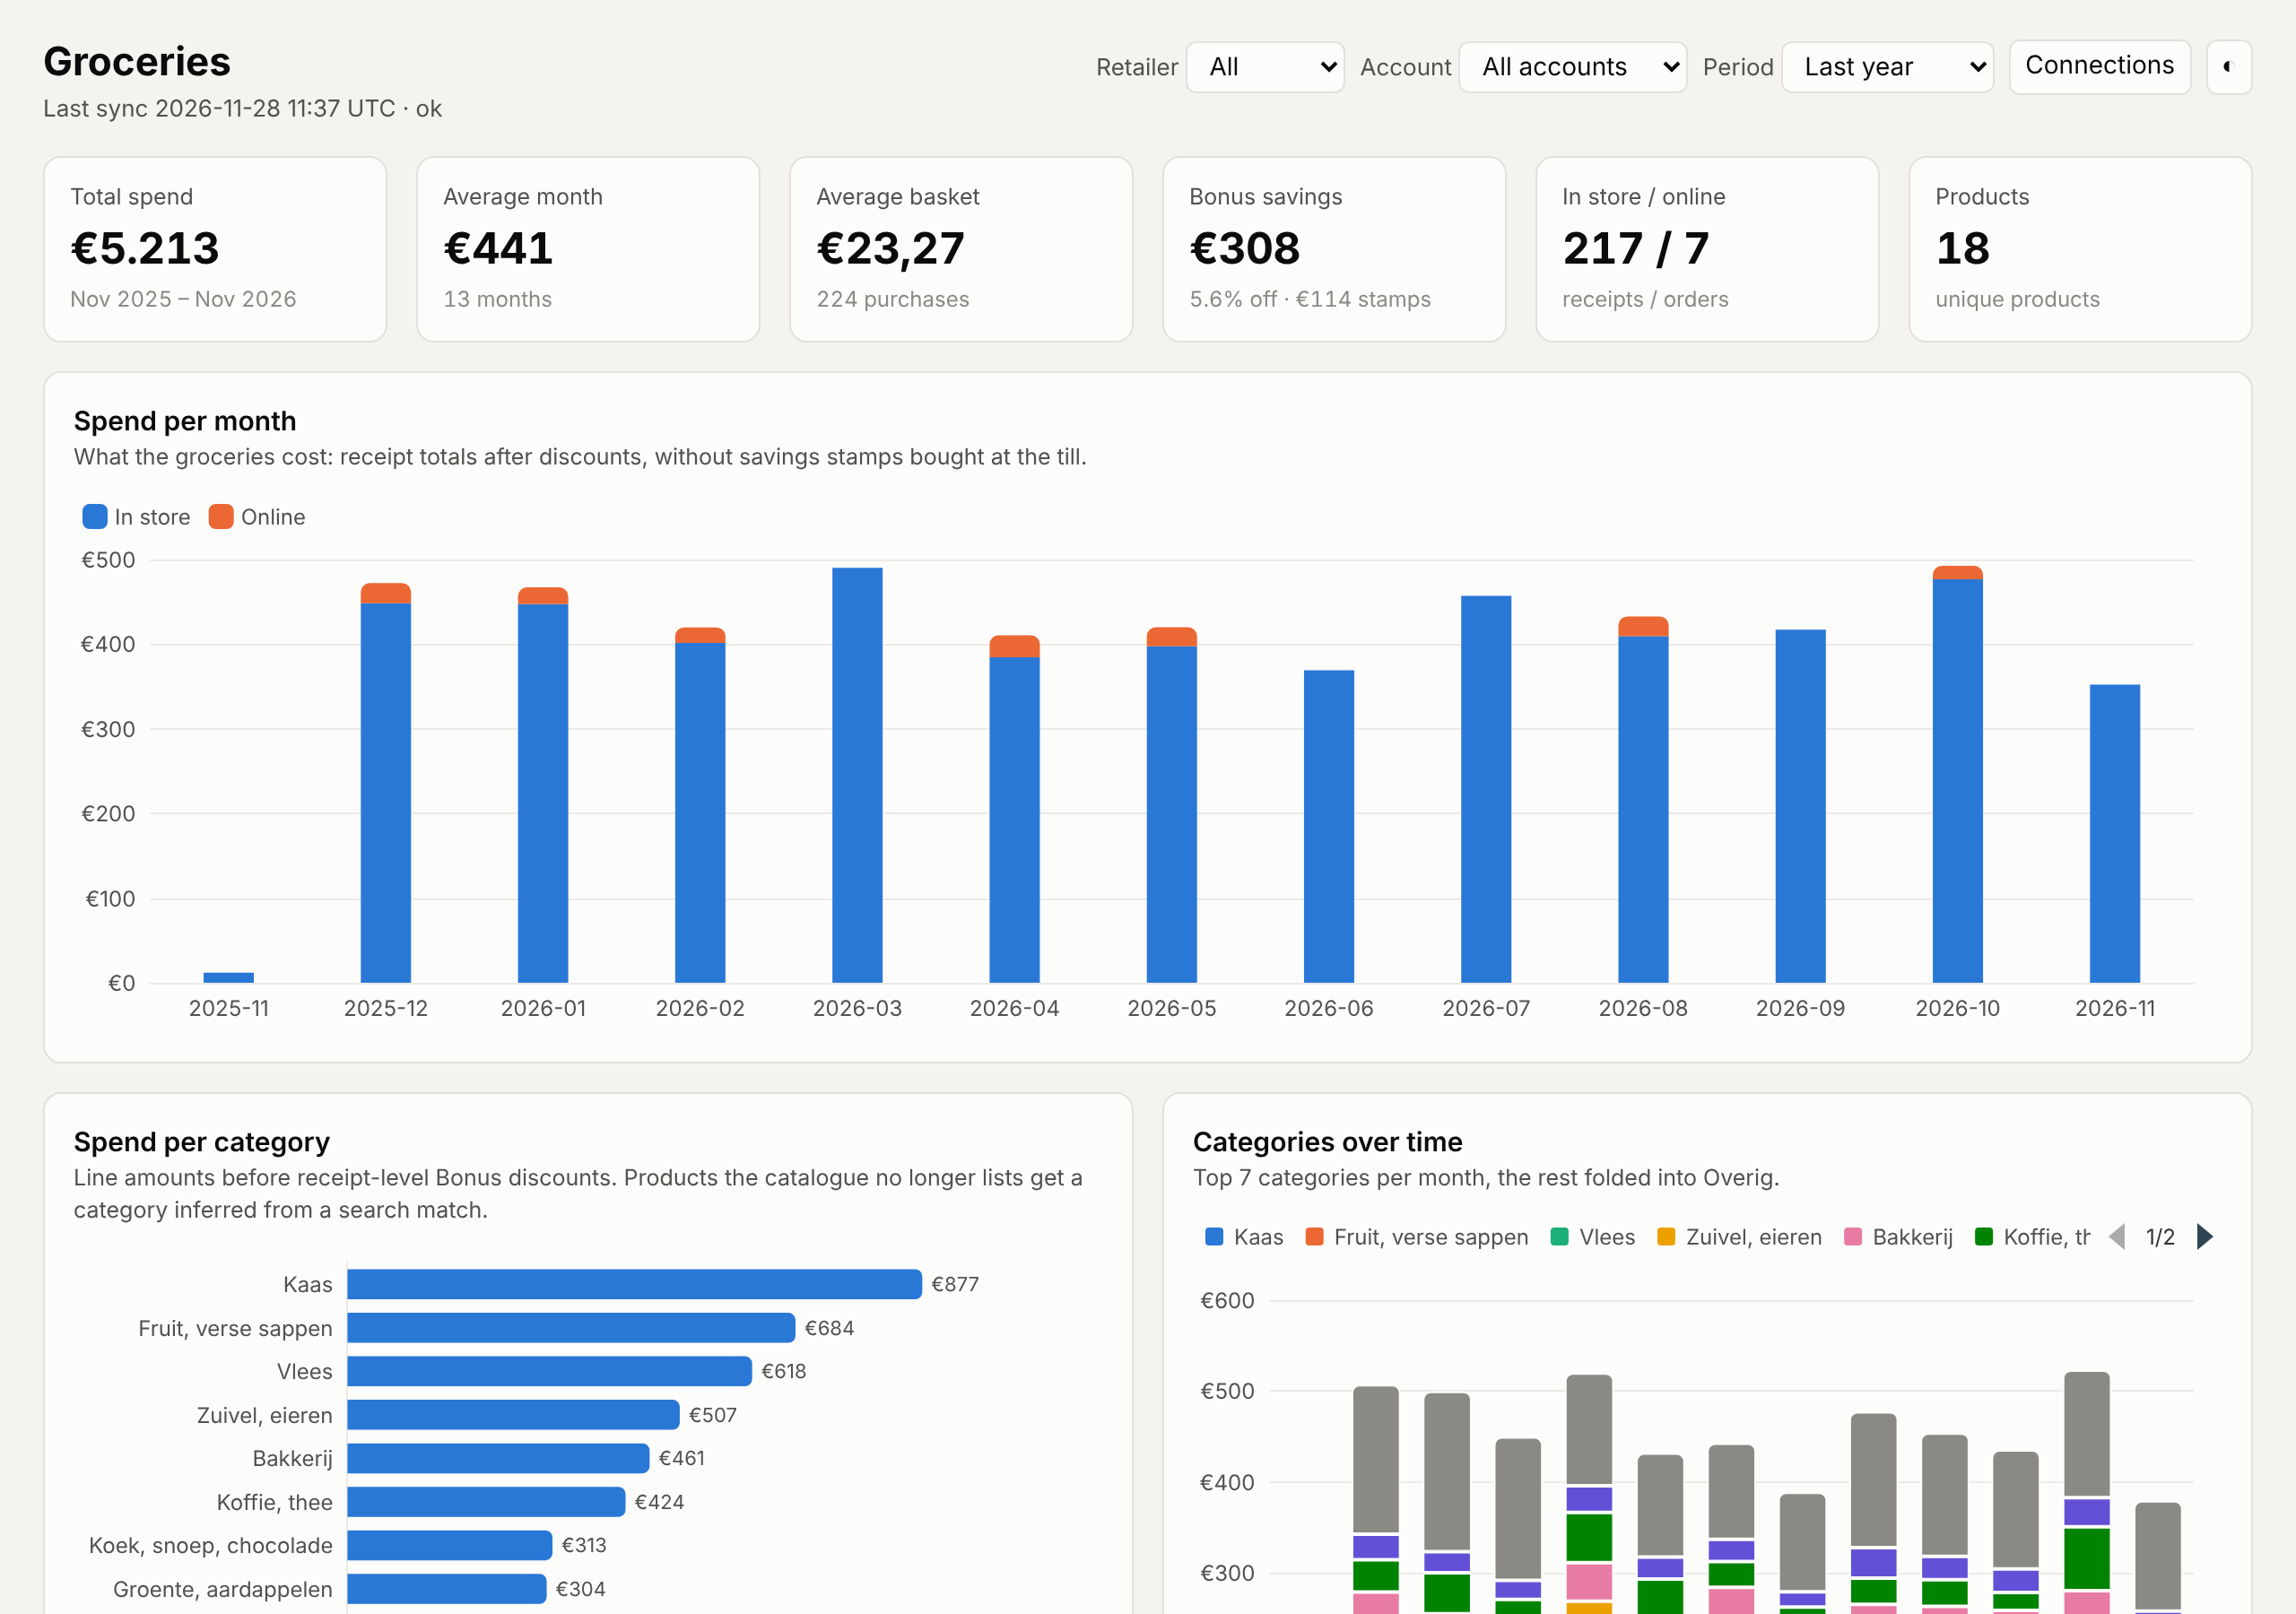 Groceries
Last sync 2026-11-28 11:37 UTC · ok
Retailer All Account All accounts Period Last year Connections
Total spend
€5.213
Nov 2025 – Nov 2026
Average month
€441
13 months
Average basket
€23,27
224 purchases
Bonus savings
€308
5.6% off · €114 stamps
In store / online
217 / 7
receipts / orders
Products
18
unique products
Spend per month
What the groceries cost: receipt totals after discounts, without savings stamps bought at the till.
In store Online
€500
€400
€300
€200
€100
€0
2025-11 2025-12 2026-01 2026-02 2026-03 2026-04 2026-05 2026-06 2026-07 2026-08 2026-09 2026-10 2026-11
Spend per category
Line amounts before receipt-level Bonus discounts. Products the catalogue no longer lists get a
category inferred from a search match.
Kaas €877
Fruit, verse sappen €684
Vlees €618
Zuivel, eieren €507
Bakkerij €461
Koffie, thee €424
Koek, snoep, chocolade €313
Groente, aardappelen €304
Categories over time
Top 7 categories per month, the rest folded into Overig.
Kaas Fruit, verse sappen Vlees Zuivel, eieren Bakkerij Koffie, th 1/2
€600
€500
€400
€300